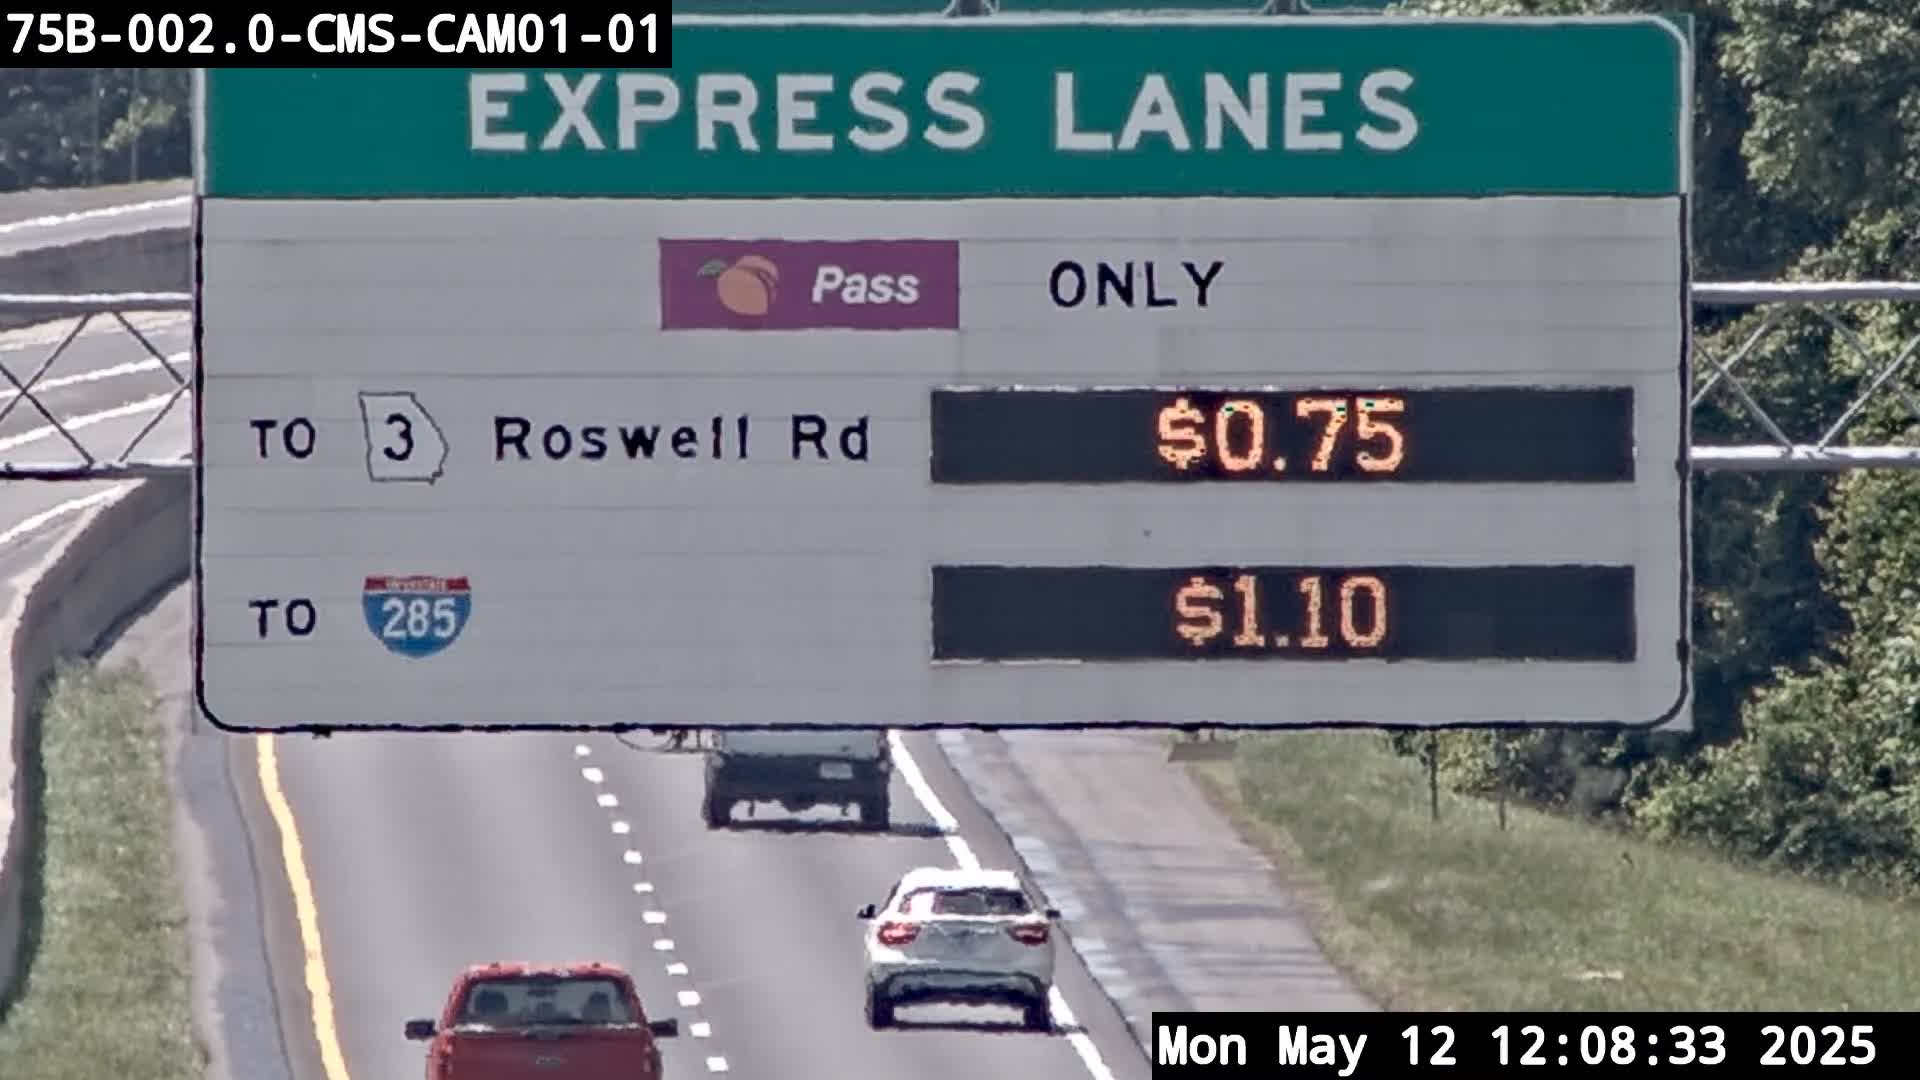 75B-002.0-CMS-CAM01-01
EXPRESS LANES
Pass ONLY
TO 3 Roswell Rd $0.75
INTERSTATE
TO 285 $1.10
Mon May 12 12:08:33 2025